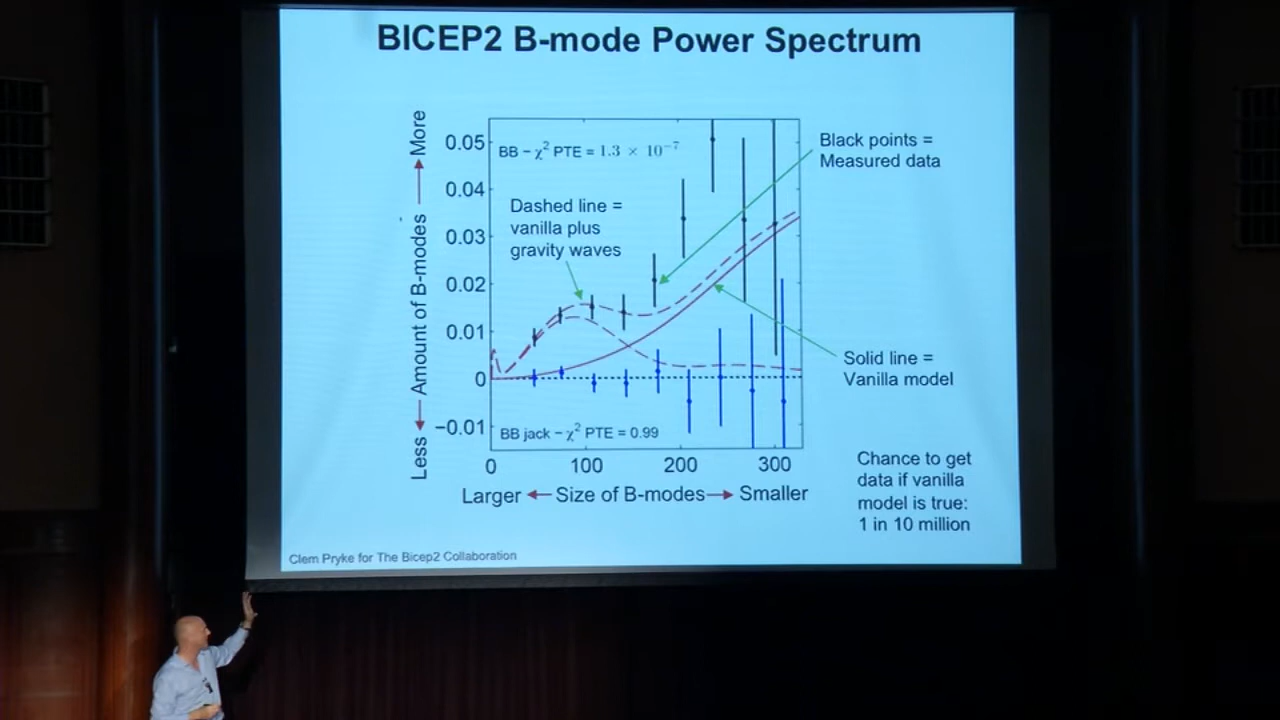 BICEP2 B-mode Power Spectrum
BB − χ² PTE = 1.3 × 10⁻⁷
Dashed line =
vanilla plus
gravity waves
Black points =
Measured data
Solid line =
Vanilla model
Chance to get
data if vanilla
model is true:
1 in 10 million
BB jack − χ² PTE = 0.99
Less Amount of B-modes More
0.05
0.04
0.03
0.02
0.01
0
−0.01
0 100 200 300
Larger Size of B-modes Smaller
Clem Pryke for The Bicep2 Collaboration